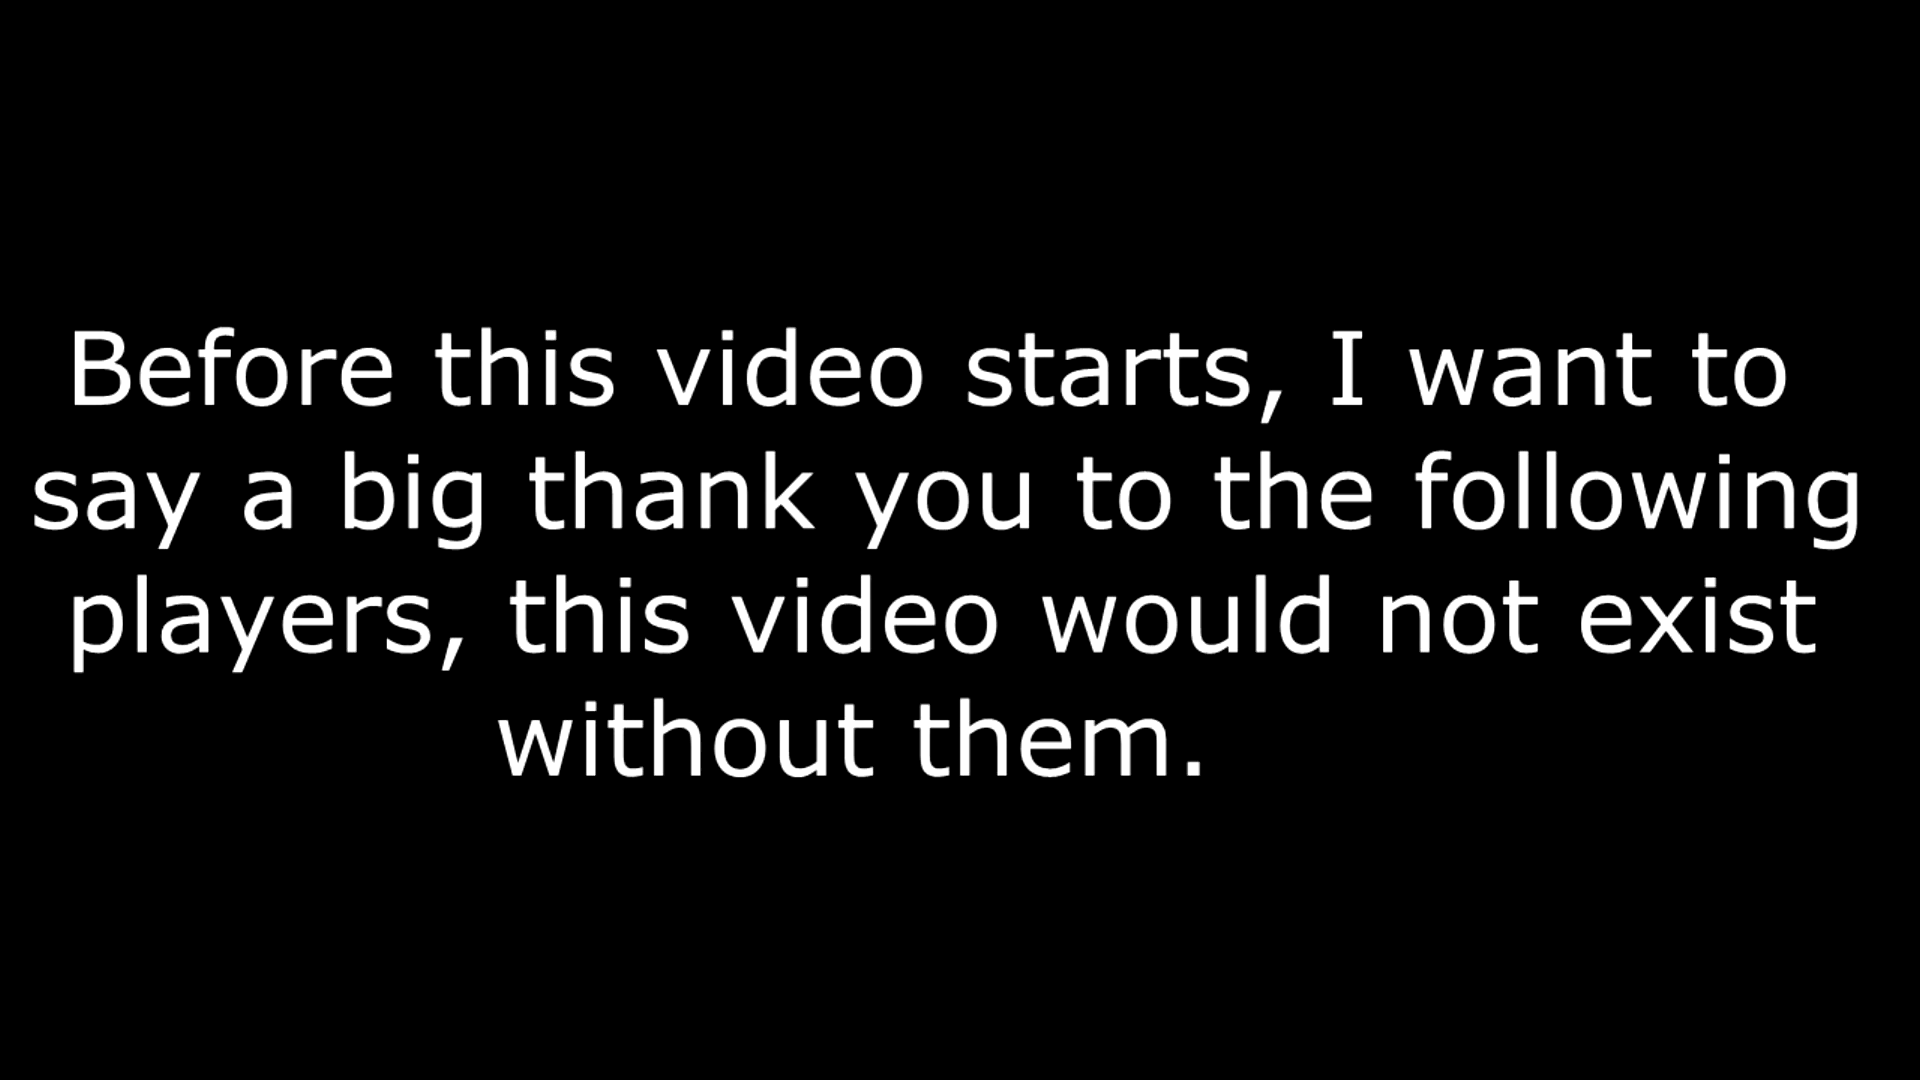 Before this video starts, I want to
say a big thank you to the following
players, this video would not exist
without them.